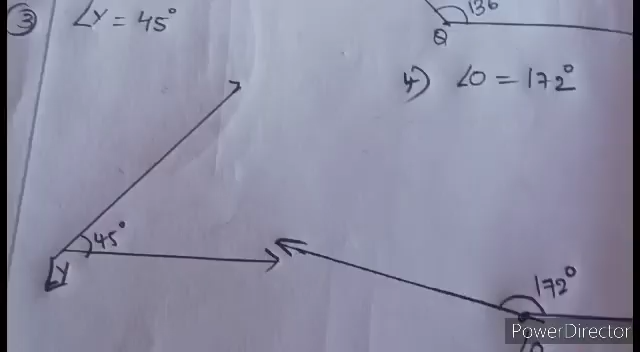 ③ ∠Y = 45°
45°
Y
136
Q
4) ∠O = 172°
172°
PowerDirector